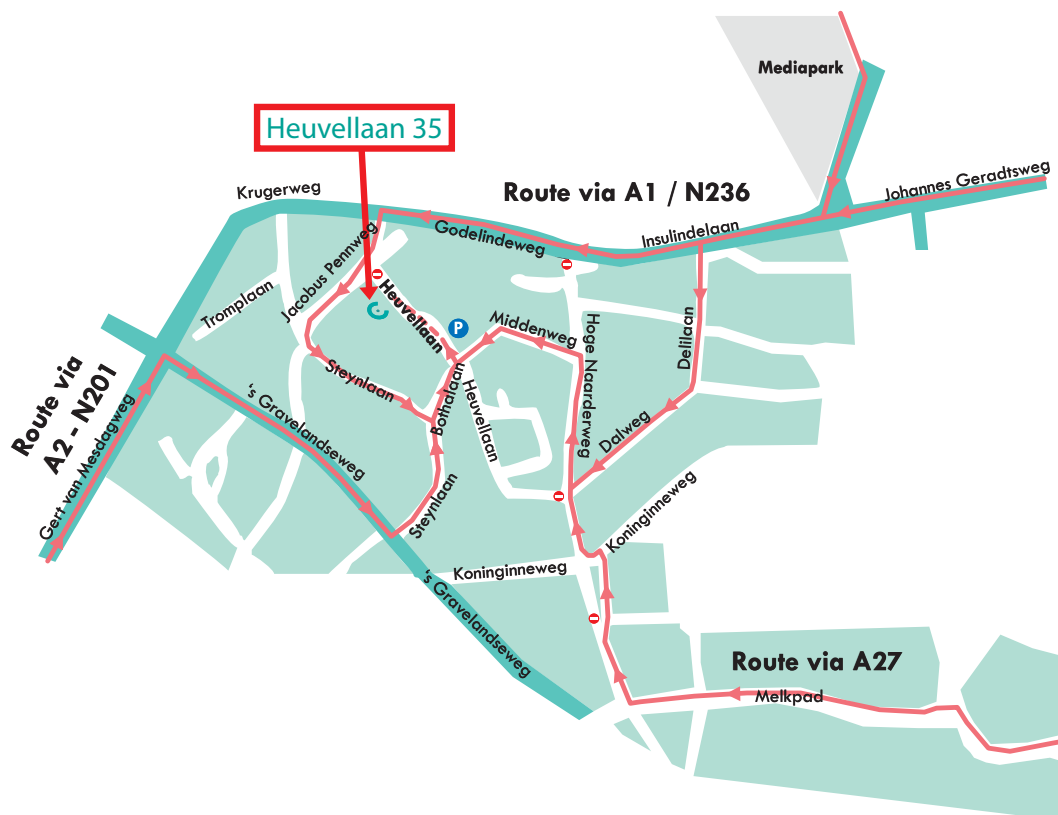 Mediapark
Heuvellaan 35
Krugerweg
Route via A1 / N236
Johannes Geradtsweg
Godelindeweg
Insulindelaan
Jacobus Pennweg
Tromplaan
Heuvellaan
P
Middenweg
Hoge Naarderweg
Delilaan
Route via
A2 - N201
Gert van Mesdagweg
's Gravelandseweg
Steynlaan
Bothalaan
Heuvellaan
Dalweg
Steynlaan
Koninginneweg
Koninginneweg
's Gravelandseweg
Route via A27
Melkpad